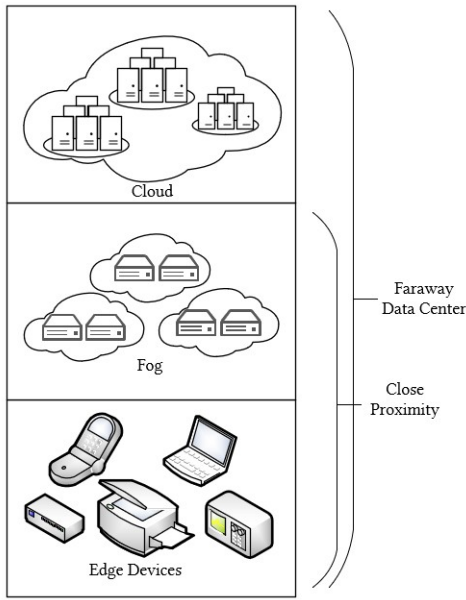 Cloud
Fog
Edge Devices
Faraway
Data Center
Close
Proximity